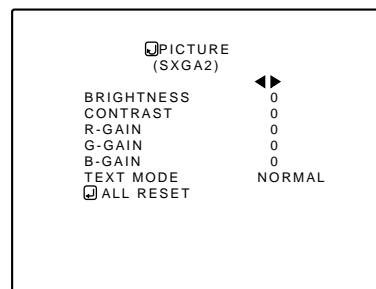 PICTURE
(SXGA2)
BRIGHTNESS 0
CONTRAST 0
R-GAIN 0
G-GAIN 0
B-GAIN 0
TEXT MODE NORMAL
ALL RESET